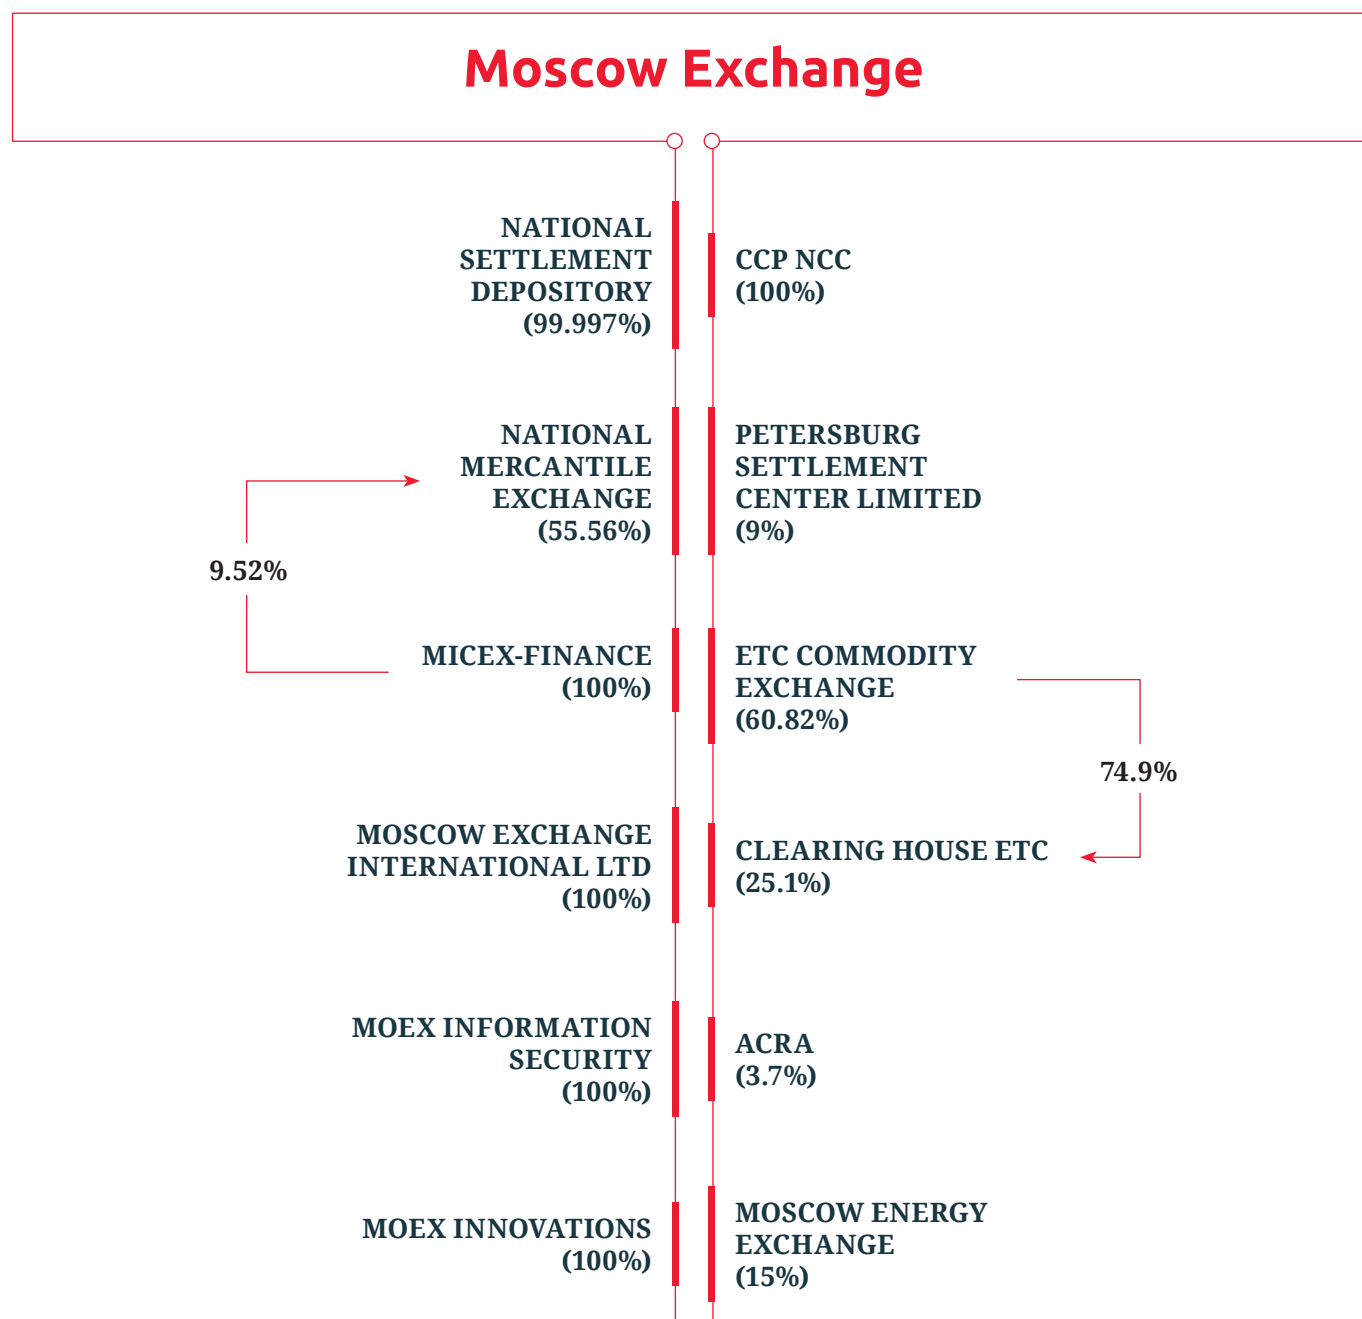 Moscow Exchange
NATIONAL
SETTLEMENT
DEPOSITORY
(99.997%)
CCP NCC
(100%)
NATIONAL
MERCANTILE
EXCHANGE
(55.56%)
PETERSBURG
SETTLEMENT
CENTER LIMITED
(9%)
9.52%
MICEX-FINANCE
(100%)
ETC COMMODITY
EXCHANGE
(60.82%)
74.9%
MOSCOW EXCHANGE
INTERNATIONAL LTD
(100%)
CLEARING HOUSE ETC
(25.1%)
MOEX INFORMATION
SECURITY
(100%)
ACRA
(3.7%)
MOEX INNOVATIONS
(100%)
MOSCOW ENERGY
EXCHANGE
(15%)